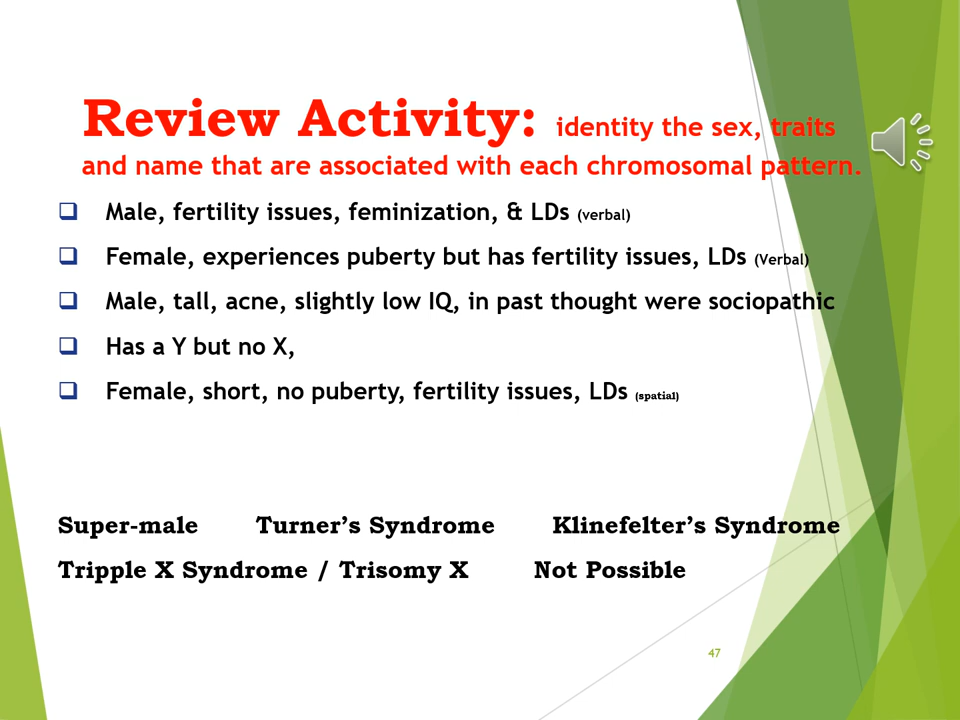 Review Activity: identity the sex, traits
and name that are associated with each chromosomal pattern.
❑ Male, fertility issues, feminization, & LDs (verbal)
❑ Female, experiences puberty but has fertility issues, LDs (Verbal)
❑ Male, tall, acne, slightly low IQ, in past thought were sociopathic
❑ Has a Y but no X,
❑ Female, short, no puberty, fertility issues, LDs (spatial)
Super-male Turner’s Syndrome Klinefelter’s Syndrome
Tripple X Syndrome / Trisomy X Not Possible
47